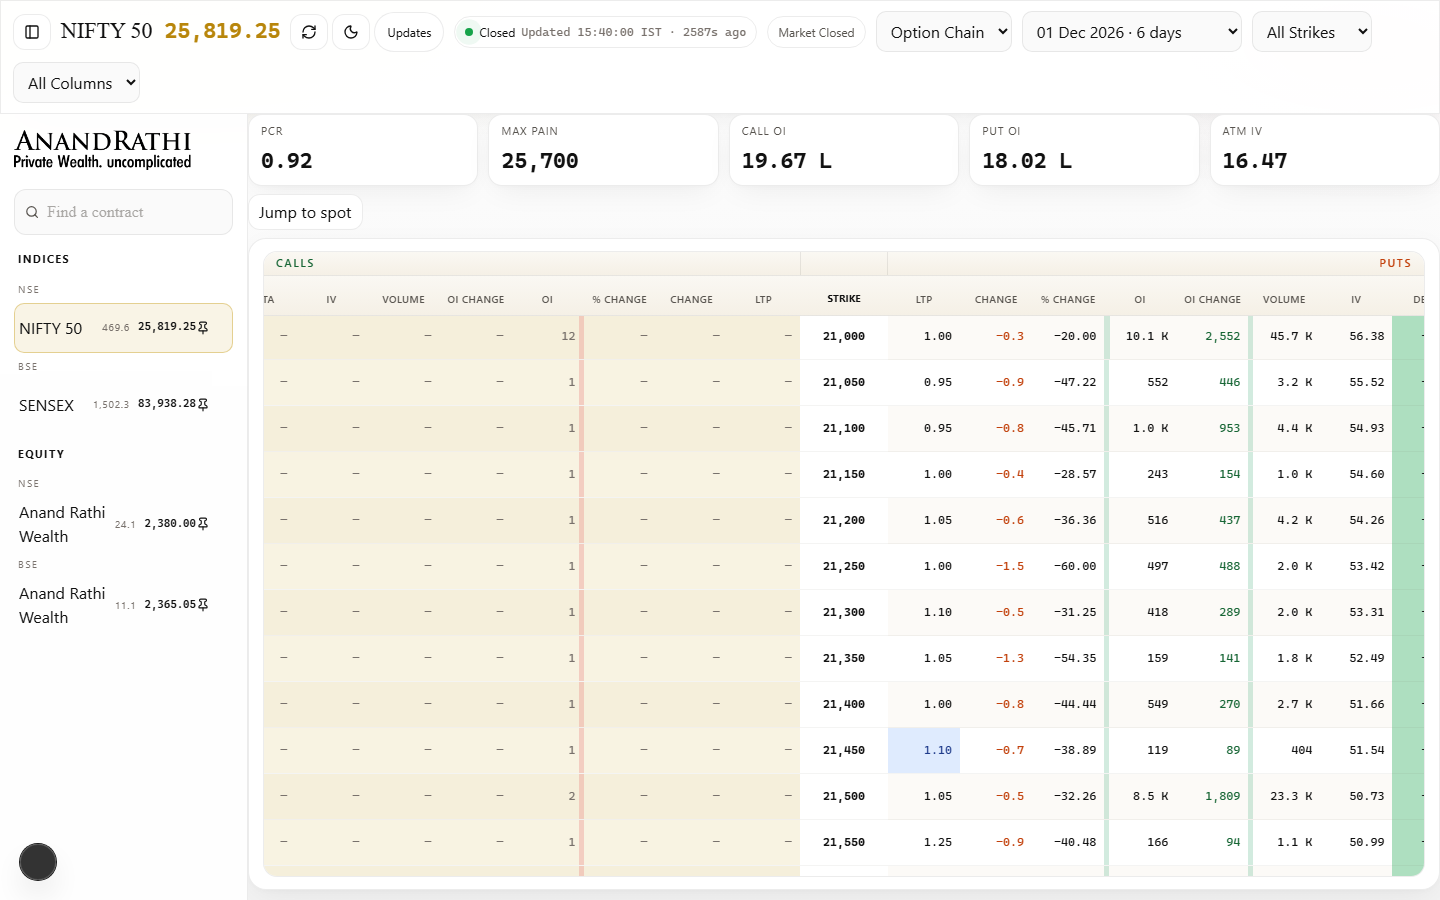 NIFTY 50 25,819.25 Updates Closed Updated 15:40:00 IST · 2587s ago Market Closed Option Chain 01 Dec 2026 · 6 days All Strikes
All Columns
ANANDRATHI
Private Wealth. uncomplicated
Find a contract
INDICES
NSE
NIFTY 50 469.6 25,819.25
BSE
SENSEX 1,502.3 83,938.28
EQUITY
NSE
Anand Rathi
Wealth 24.1 2,380.00
BSE
Anand Rathi
Wealth 11.1 2,365.05
PCR MAX PAIN CALL OI PUT OI ATM IV
0.92 25,700 19.67 L 18.02 L 16.47
Jump to spot
CALLS PUTS
TA IV VOLUME OI CHANGE OI % CHANGE CHANGE LTP STRIKE LTP CHANGE % CHANGE OI OI CHANGE VOLUME IV DE
— — — — 12 — — — 21,000 1.00 −0.3 −20.00 10.1 K 2,552 45.7 K 56.38
— — — — 1 — — — 21,050 0.95 −0.9 −47.22 552 446 3.2 K 55.52
— — — — 1 — — — 21,100 0.95 −0.8 −45.71 1.0 K 953 4.4 K 54.93
— — — — 1 — — — 21,150 1.00 −0.4 −28.57 243 154 1.0 K 54.60
— — — — 1 — — — 21,200 1.05 −0.6 −36.36 516 437 4.2 K 54.26
— — — — 1 — — — 21,250 1.00 −1.5 −60.00 497 488 2.0 K 53.42
— — — — 1 — — — 21,300 1.10 −0.5 −31.25 418 289 2.0 K 53.31
— — — — 1 — — — 21,350 1.05 −1.3 −54.35 159 141 1.8 K 52.49
— — — — 1 — — — 21,400 1.00 −0.8 −44.44 549 270 2.7 K 51.66
— — — — 1 — — — 21,450 1.10 −0.7 −38.89 119 89 404 51.54
— — — — 2 — — — 21,500 1.05 −0.5 −32.26 8.5 K 1,809 23.3 K 50.73
— — — — 1 — — — 21,550 1.25 −0.9 −40.48 166 94 1.1 K 50.99